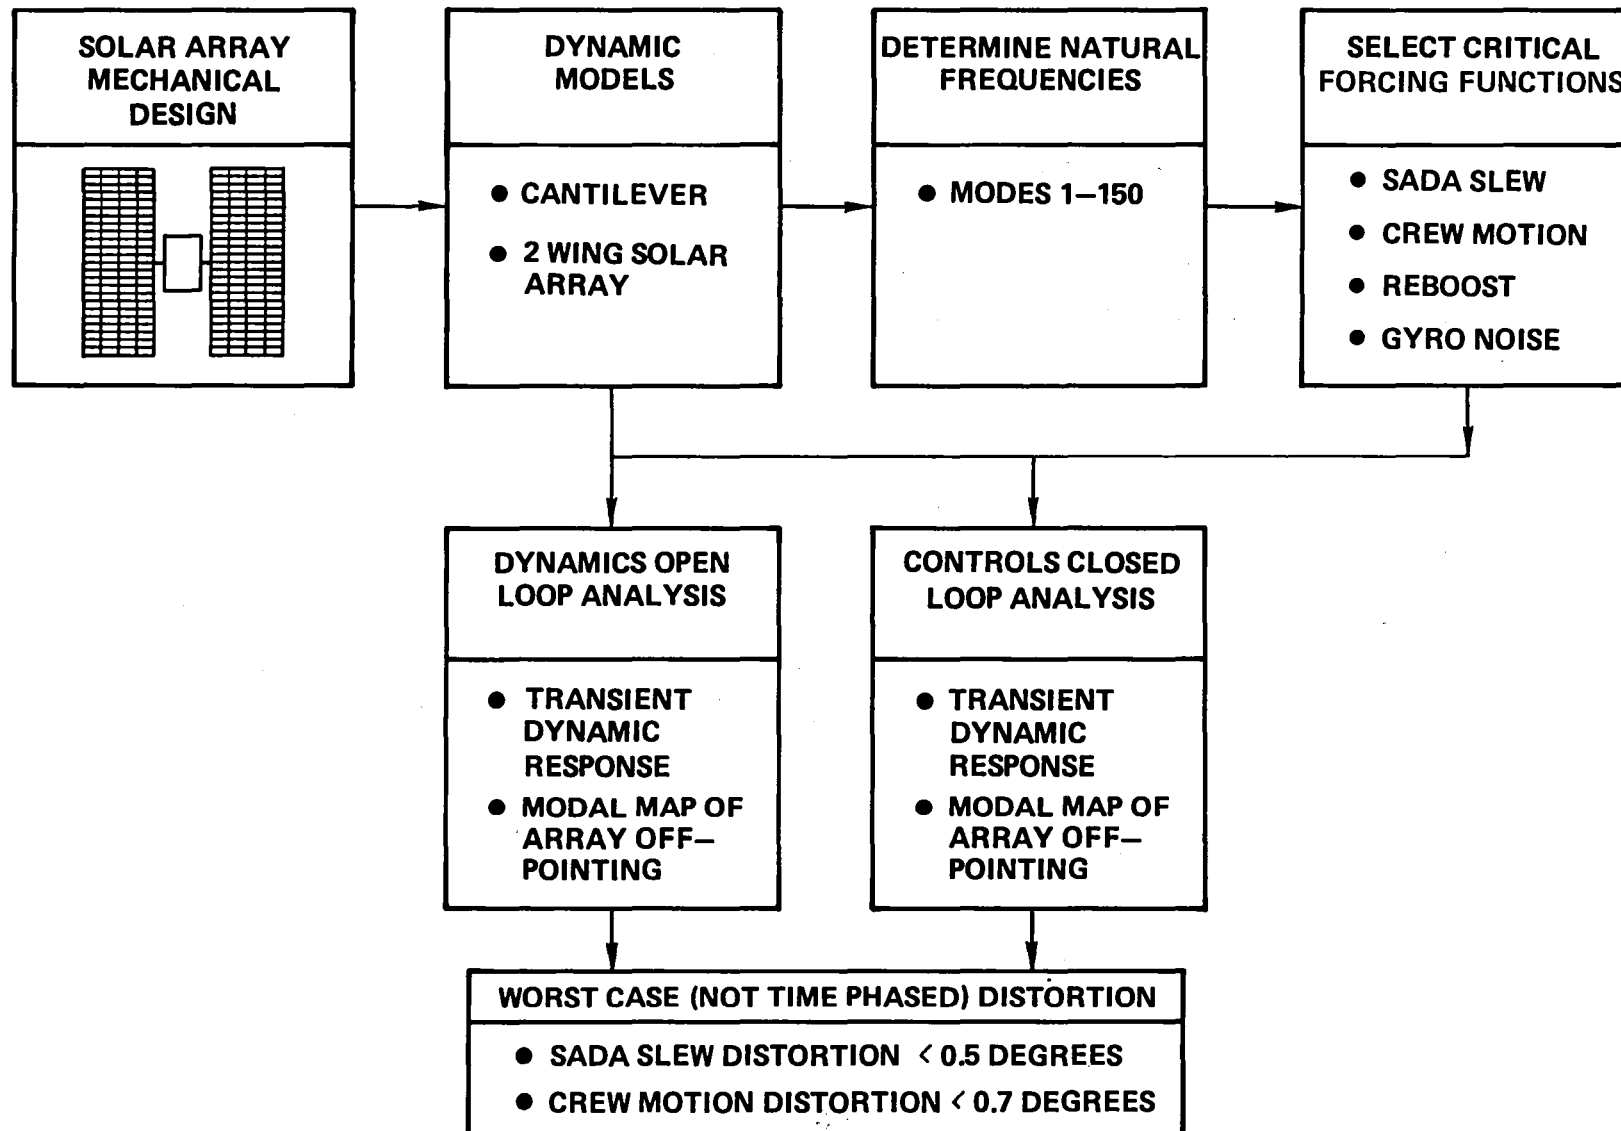 SOLAR ARRAY
MECHANICAL
DESIGN
DYNAMIC
MODELS
● CANTILEVER
● 2 WING SOLAR
ARRAY
DETERMINE NATURAL
FREQUENCIES
● MODES 1–150
SELECT CRITICAL
FORCING FUNCTIONS
● SADA SLEW
● CREW MOTION
● REBOOST
● GYRO NOISE
DYNAMICS OPEN
LOOP ANALYSIS
● TRANSIENT
DYNAMIC
RESPONSE
● MODAL MAP OF
ARRAY OFF–
POINTING
CONTROLS CLOSED
LOOP ANALYSIS
● TRANSIENT
DYNAMIC
RESPONSE
● MODAL MAP OF
ARRAY OFF–
POINTING
WORST CASE (NOT TIME PHASED) DISTORTION
● SADA SLEW DISTORTION < 0.5 DEGREES
● CREW MOTION DISTORTION < 0.7 DEGREES